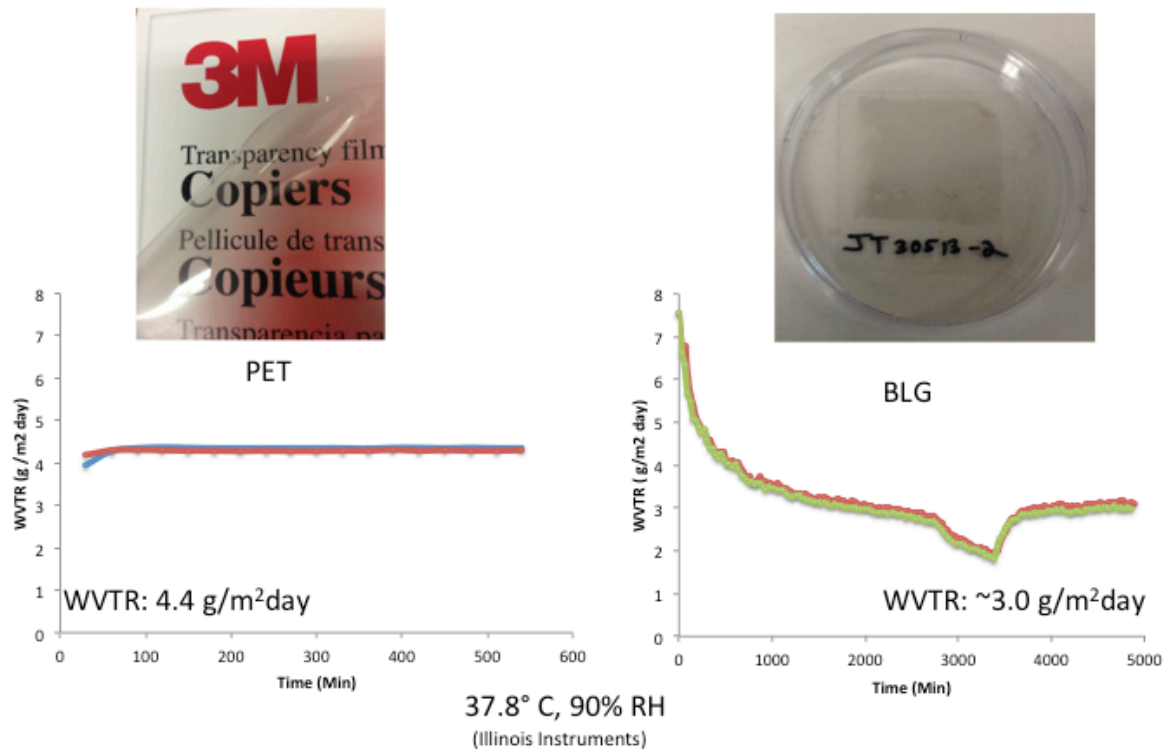 3M
Transparency film
Copiers
Pellicule de trans
Copieurs
Transparencia pa
JT30513-2
PET
BLG
8
7
6
5
4
3
2
1
0
WVTR (g /m2 day)
WVTR: 4.4 g/m²day
0 100 200 300 400 500 600
Time (Min)
8
7
6
5
4
3
2
1
0
WVTR ( g/m2 day)
WVTR: ~3.0 g/m²day
0 1000 2000 3000 4000 5000
Time (Min)
37.8° C, 90% RH
(Illinois Instruments)